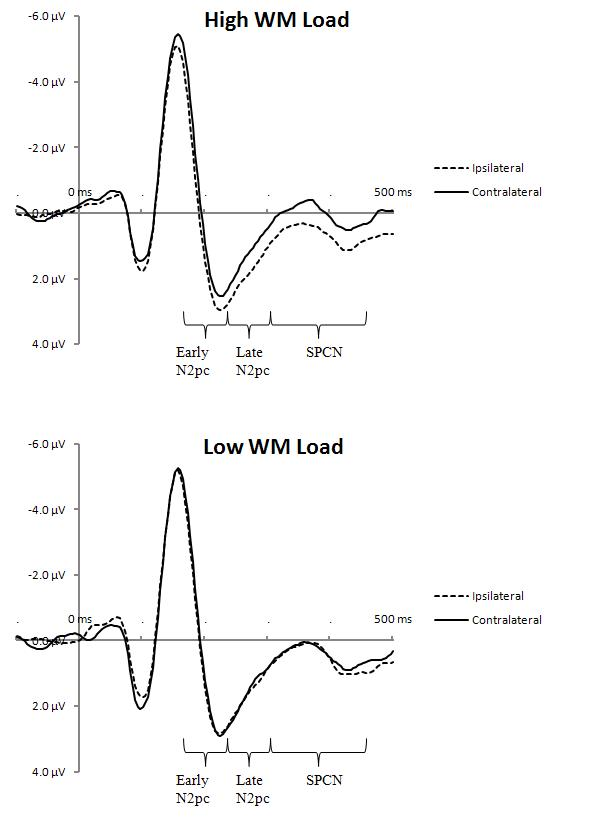 High WM Load
-6.0 µV
-4.0 µV
-2.0 µV
0 ms
500 ms
0.0 µV
2.0 µV
4.0 µV
Ipsilateral
Contralateral
Early
N2pc
Late
N2pc
SPCN
Low WM Load
-6.0 µV
-4.0 µV
-2.0 µV
0 ms
500 ms
0.0 µV
2.0 µV
4.0 µV
Ipsilateral
Contralateral
Early
N2pc
Late
N2pc
SPCN